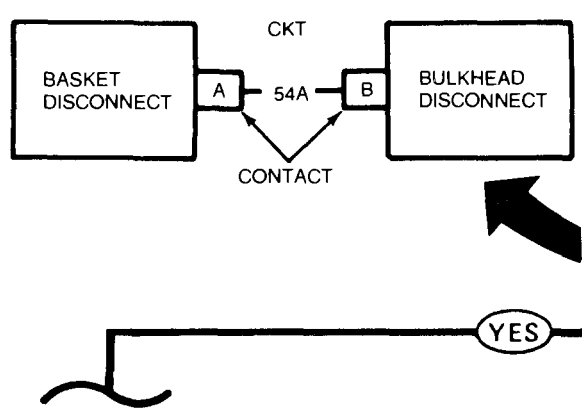 CKT
BASKET
DISCONNECT
A
54A
B
BULKHEAD
DISCONNECT
CONTACT
YES